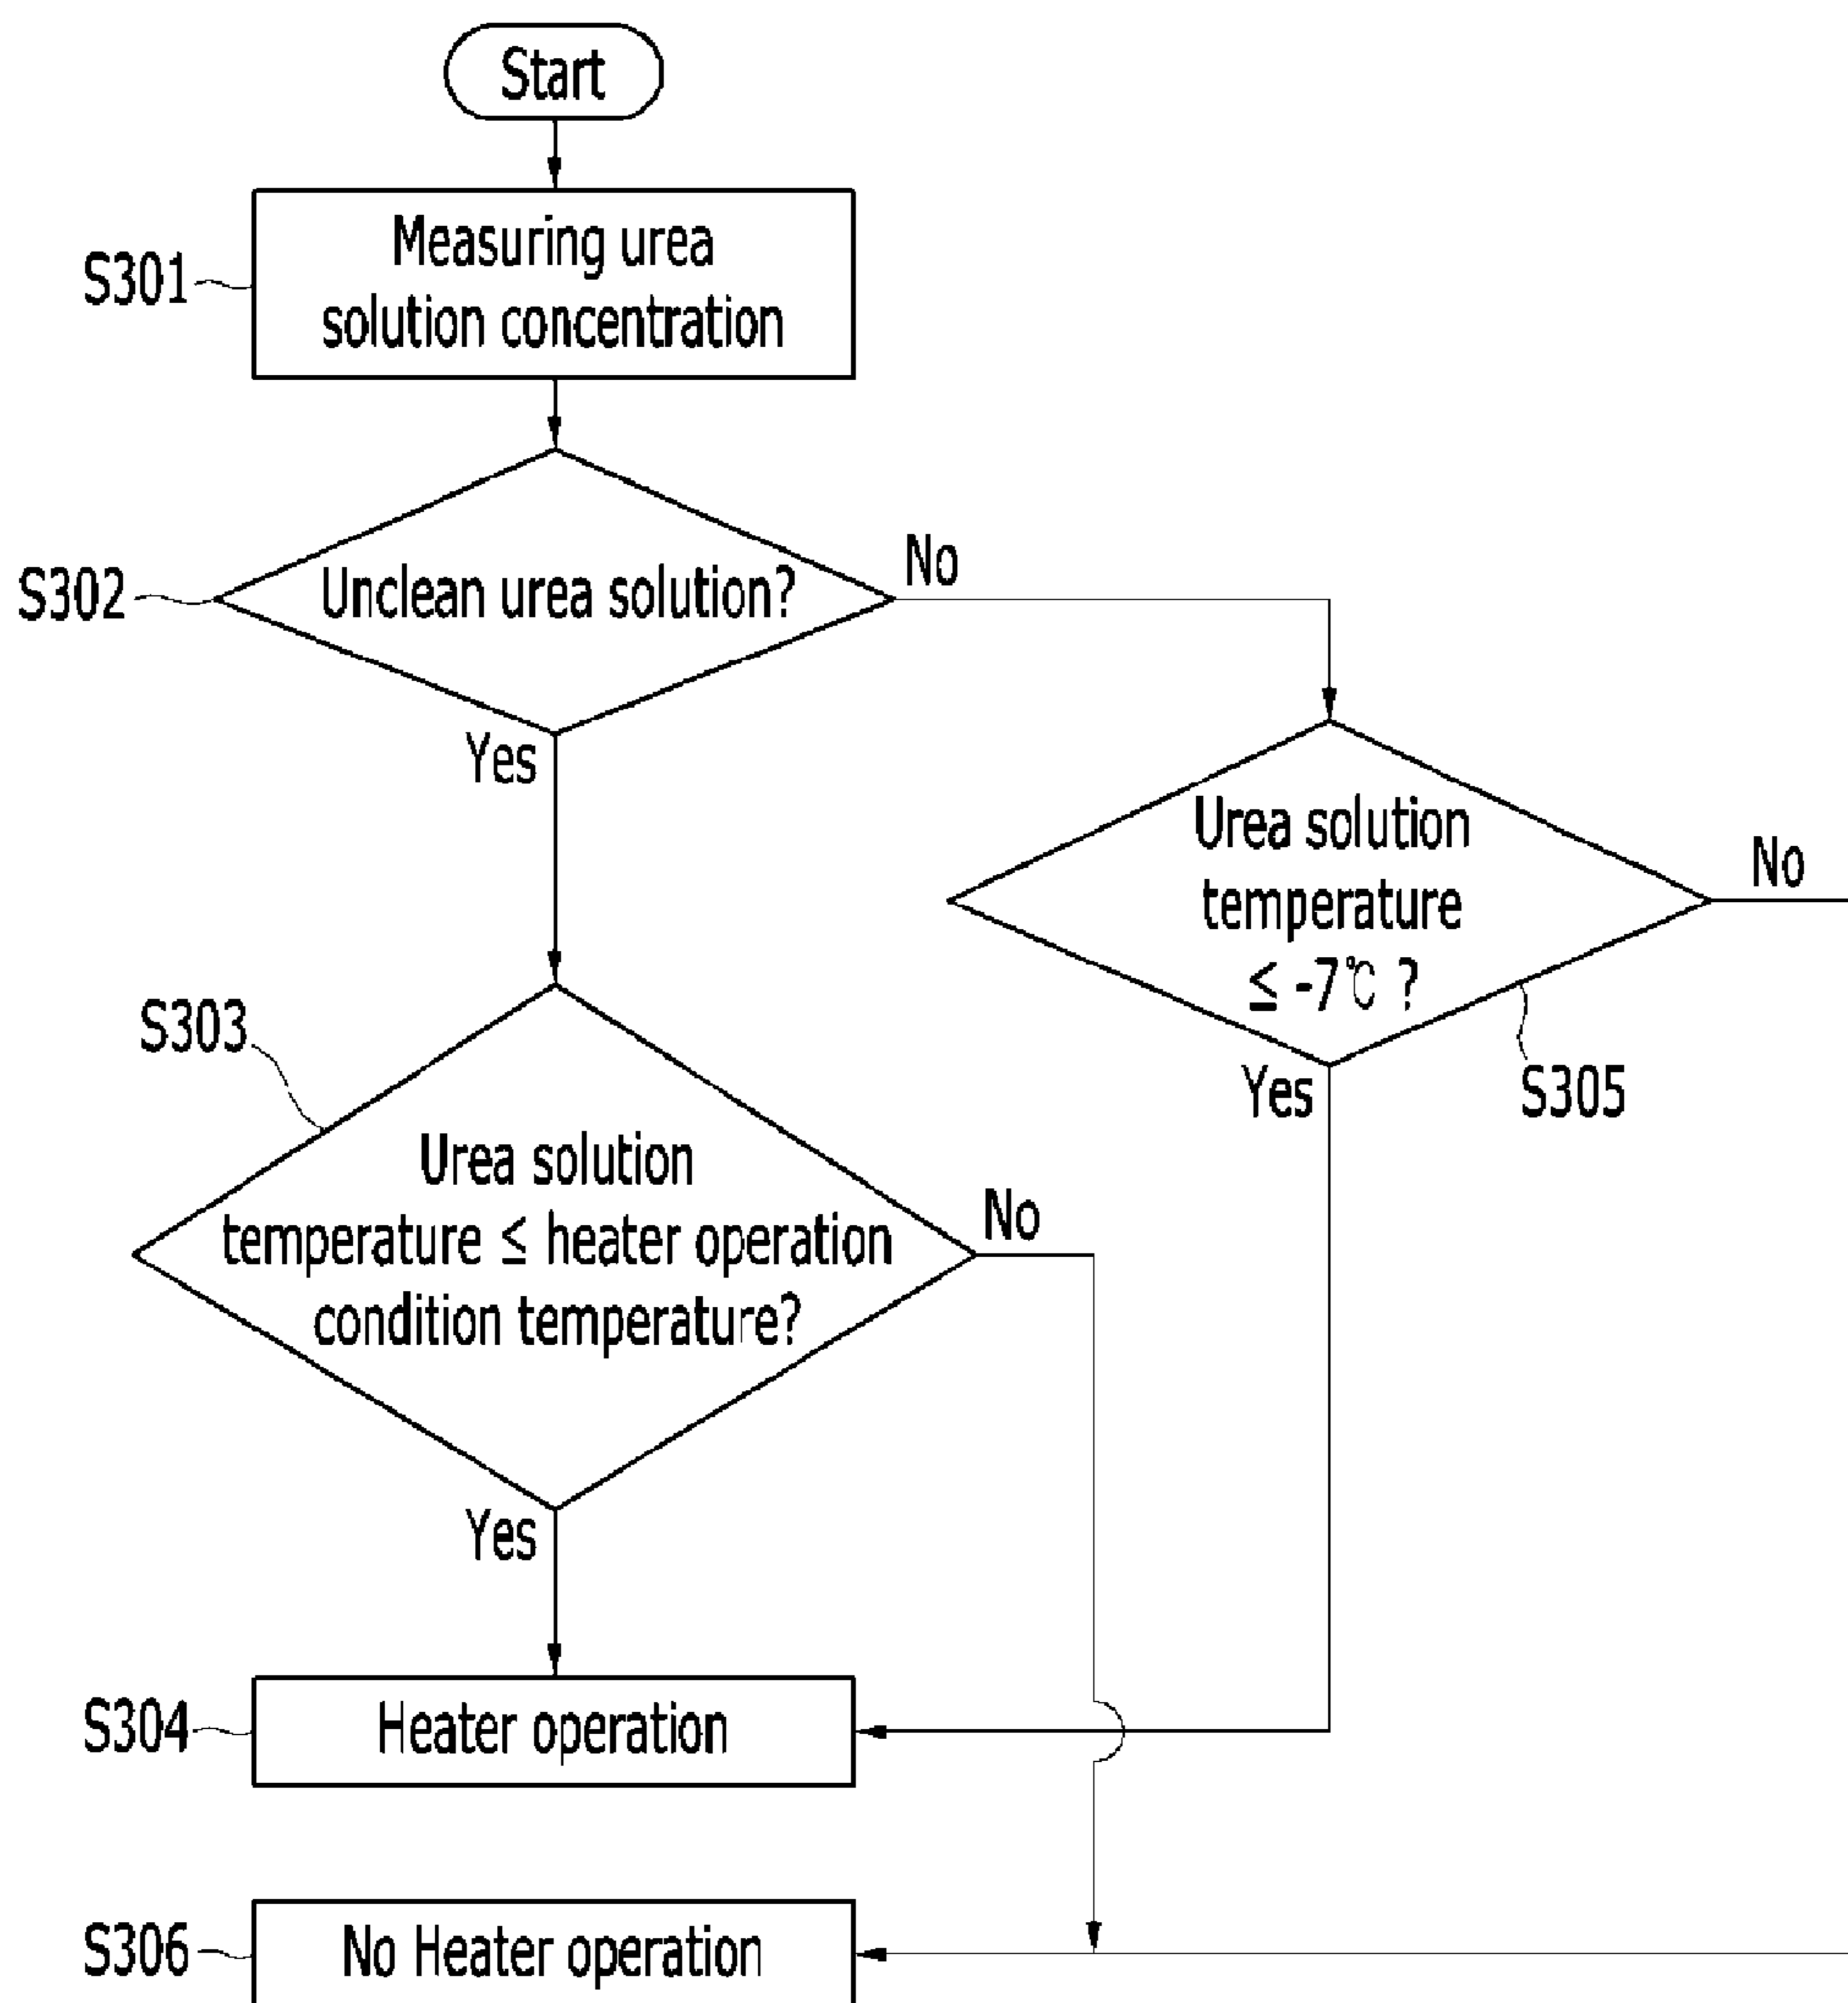 Start
Measuring urea
solution concentration
S301
Unclean urea solution?
No
S302
Yes
Urea solution
temperature
≤ -7℃ ?
No
Yes
S305
S303
Urea solution
temperature ≤ heater operation
condition temperature?
No
Yes
S304
Heater operation
S306
No Heater operation